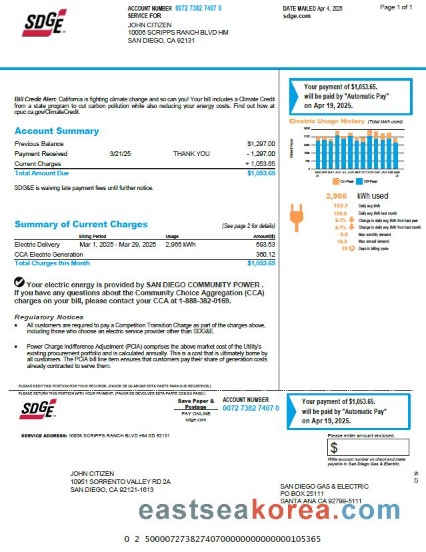 SDGE
ACCOUNT NUMBER 0072 7382 7407 0
SERVICE FOR
JOHN CITIZEN
10006 SCRIPPS RANCH BLVD HM
SAN DIEGO, CA 92131
DATE MAILED Apr 4, 2025
Page 1 of 1
sdge.com
Bill Credit Alert: California is fighting climate change and so can you! Your bill includes a Climate Credit
from a state program to cut carbon pollution while also reducing your energy costs. Find out how at
cpuc.ca.gov/ClimateCredit.
Your payment of $1,053.65
will be paid by "Automatic Pay"
on Apr 19, 2025.
Account Summary
Previous Balance $1,297.00
Payment Received 3/21/25 THANK YOU - 1,297.00
Current Charges + 1,053.65
Total Amount Due $1,053.65
SDG&E is waiving late payment fees until further notice.
Electric Usage History (Total kWh used)
On-Peak Off-Peak
2,966 kWh used
Daily avg kWh
Daily avg kWh last month
Change in daily avg kWh from last month
Change in daily avg kWh from last year
Max monthly demand
Max annual demand
29 Days in billing cycle
Summary of Current Charges (See page 2 for details)
Billing Period Usage Amount($)
Electric Delivery Mar 1, 2025 - Mar 29, 2025 2,966 kWh 693.53
CCA Electric Generation 360.12
Total Charges this Month $1,053.65
Your electric energy is provided by SAN DIEGO COMMUNITY POWER .
If you have any questions about the Community Choice Aggregation (CCA)
charges on your bill, please contact your CCA at 1-888-382-0169.
Regulatory Notices
• All customers are required to pay a Competition Transition Charge as part of the charges above,
including those who choose an electric service provider other than SDG&E.
• Power Charge Indifference Adjustment (PCIA) comprises the above market cost of the Utility's
existing procurement portfolio and is calculated annually. This is a cost that is ultimately borne by
all customers. The PCIA bill line item ensures that customers pay their share of generation costs
already contracted to serve them.
PLEASE KEEP THIS PORTION FOR YOUR RECORDS. (FAVOR DE GUARDAR ESTA PARTE PARA SUS REGISTROS.)
PLEASE RETURN THIS PORTION WITH YOUR PAYMENT. (FAVOR DE DEVOLVER ESTA PARTE CON SU PAGO.)
SDGE
Save Paper &
Postage
PAY ONLINE
sdge.com
ACCOUNT NUMBER
0072 7382 7407 0
Your payment of $1,053.65
will be paid by "Automatic Pay"
on Apr 19, 2025.
SERVICE ADDRESS: 10006 SCRIPPS RANCH BLVD HM SD 92131
Please enter amount enclosed.
$
Write account number on check and make
payable to San Diego Gas & Electric.
JOHN CITIZEN
10951 SORRENTO VALLEY RD 2A
SAN DIEGO, CA 92121-1613
SAN DIEGO GAS & ELECTRIC
PO BOX 25111
SANTA ANA CA 92799-5111
eastseakorea.com